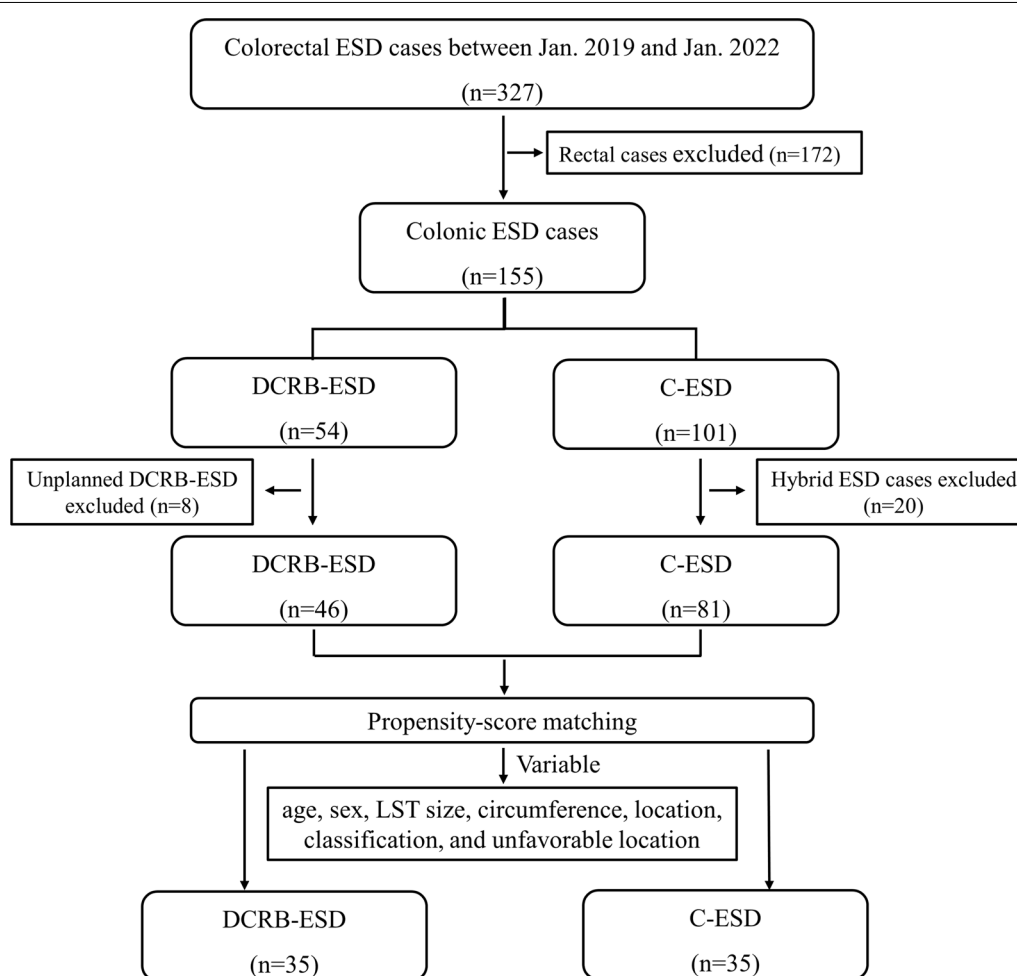 Colorectal ESD cases between Jan. 2019 and Jan. 2022
(n=327)
Rectal cases excluded (n=172)
Colonic ESD cases
(n=155)
DCRB-ESD
(n=54)
C-ESD
(n=101)
Unplanned DCRB-ESD
excluded (n=8)
Hybrid ESD cases excluded
(n=20)
DCRB-ESD
(n=46)
C-ESD
(n=81)
Propensity-score matching
Variable
age, sex, LST size, circumference, location,
classification, and unfavorable location
DCRB-ESD
(n=35)
C-ESD
(n=35)